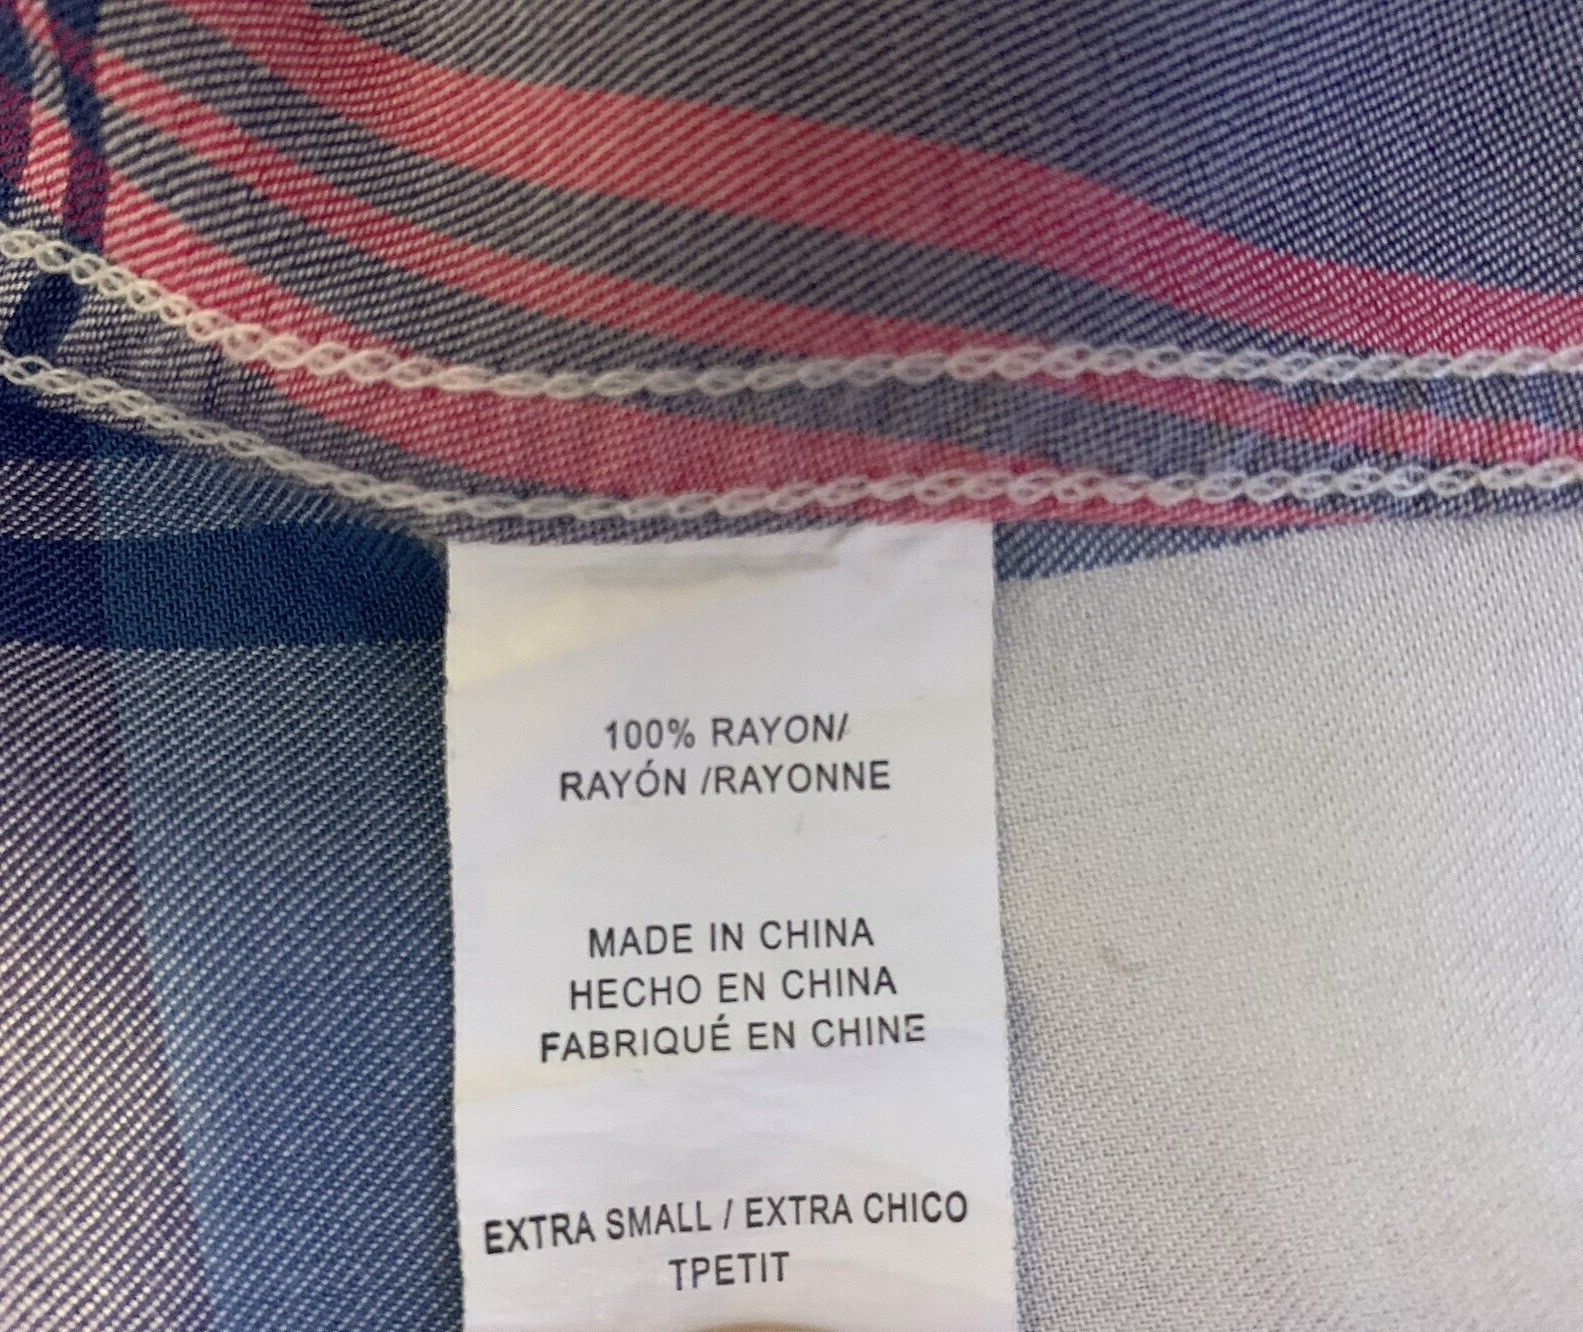 100% RAYON/
RAYÓN /RAYONNE
MADE IN CHINA
HECHO EN CHINA
FABRIQUÉ EN CHINE
EXTRA SMALL / EXTRA CHICO
TPETIT